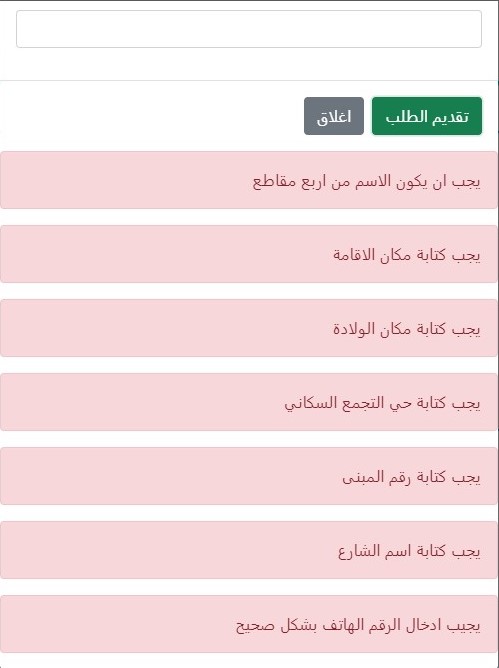 تقديم الطلب اغلاق
يجب ان يكون الاسم من اربع مقاطع
يجب كتابة مكان الاقامة
يجب كتابة مكان الولادة
يجب كتابة حي التجمع السكاني
يجب كتابة رقم المبنى
يجب كتابة اسم الشارع
يجيب ادخال الرقم الهاتف بشكل صحيح